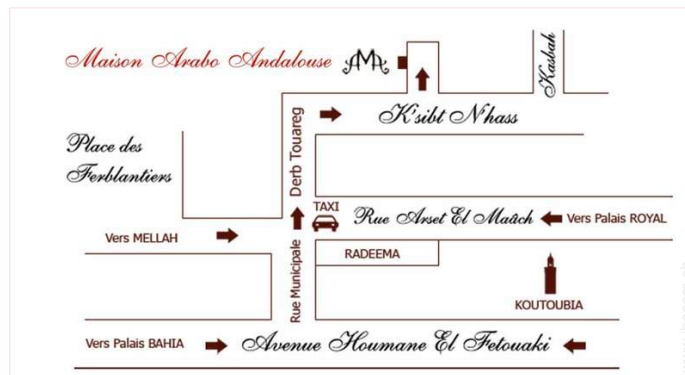 Maison Arabo Andalouse
AMA
Kasbah
K'sibt N'hass
Derb Touareg
Place des
Ferblantiers
TAXI
Rue Arset El Maâch
Vers Palais ROYAL
Vers MELLAH
RADEEMA
Rue Municipale
KOUTOUBIA
Vers Palais BAHIA
Avenue Houmane El Fetouaki